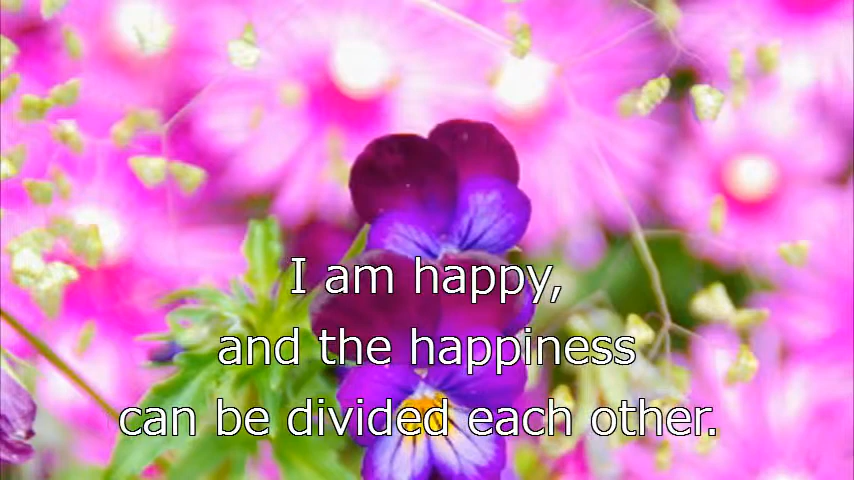 I am happy,
and the happiness
can be divided each other.